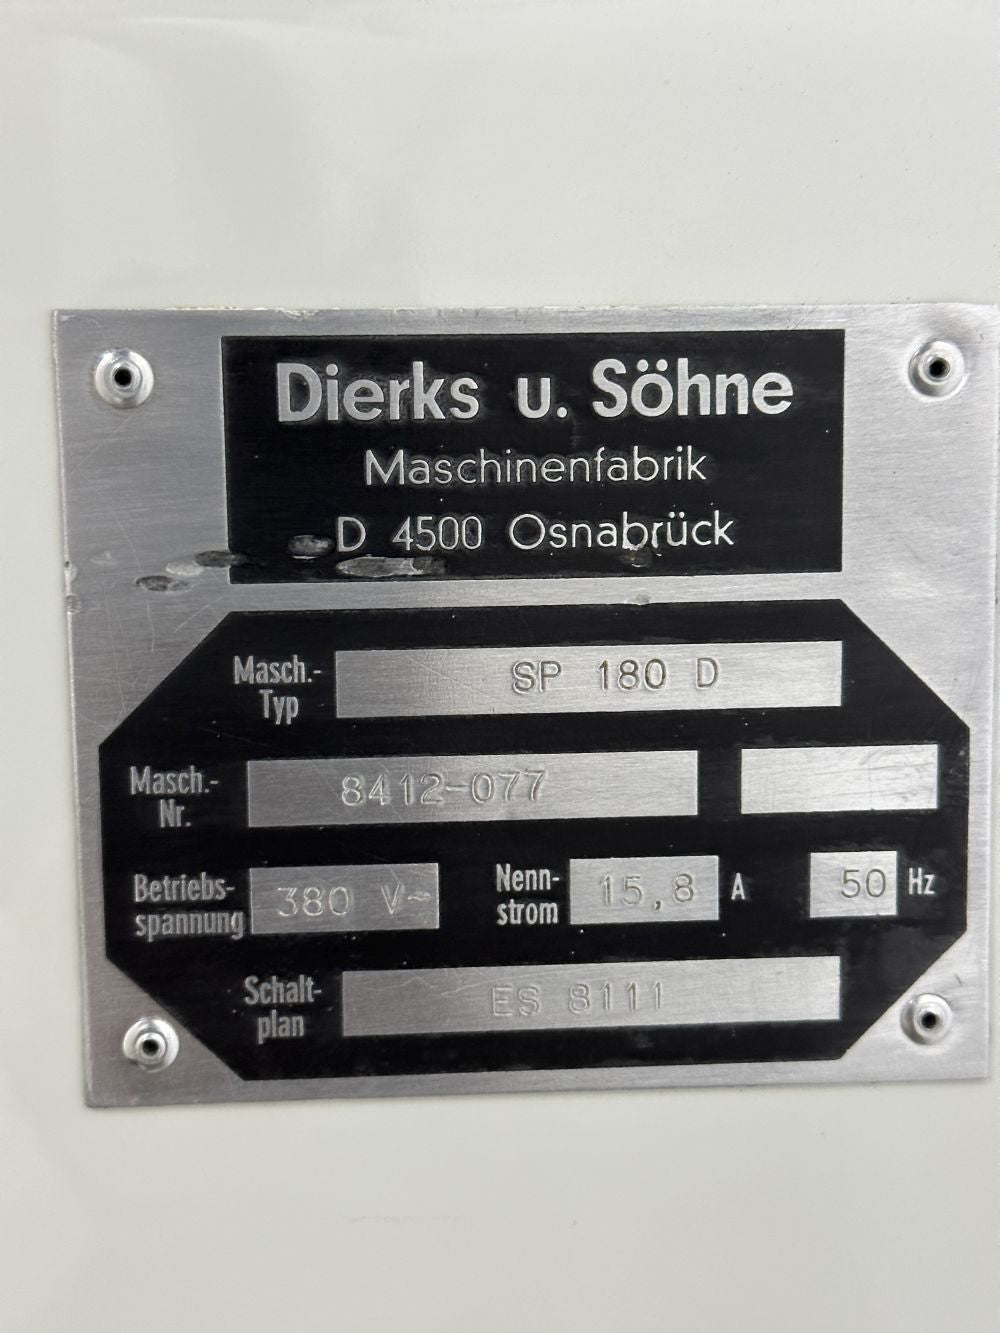 Dierks u. Söhne
Maschinenfabrik
D 4500 Osnabrück
Masch.-
Typ
SP 180 D
Masch.-
Nr.
8412-077
Betriebs-
spannung
380 V~
Nenn-
strom
15,8 A
50 Hz
Schalt-
plan
ES 8111